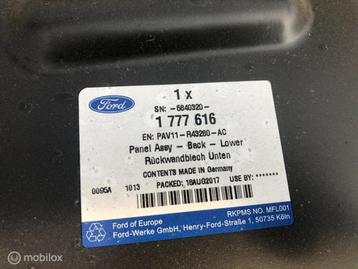 Ford
1 x
SN: -5840320-
1 777 616
EN: PAV11-R43280-AC
Panel Assy - Back - Lower
Rückwandblech Unten
CONTENTS MADE IN Germany
0095A 1013 PACKED: 16AUG2017 USE BY: -------
RKPMS NO. MFL001
Ford of Europe
Ford-Werke GmbH, Henry-Ford-Straße 1, 50735 Köln
© Marktplaats